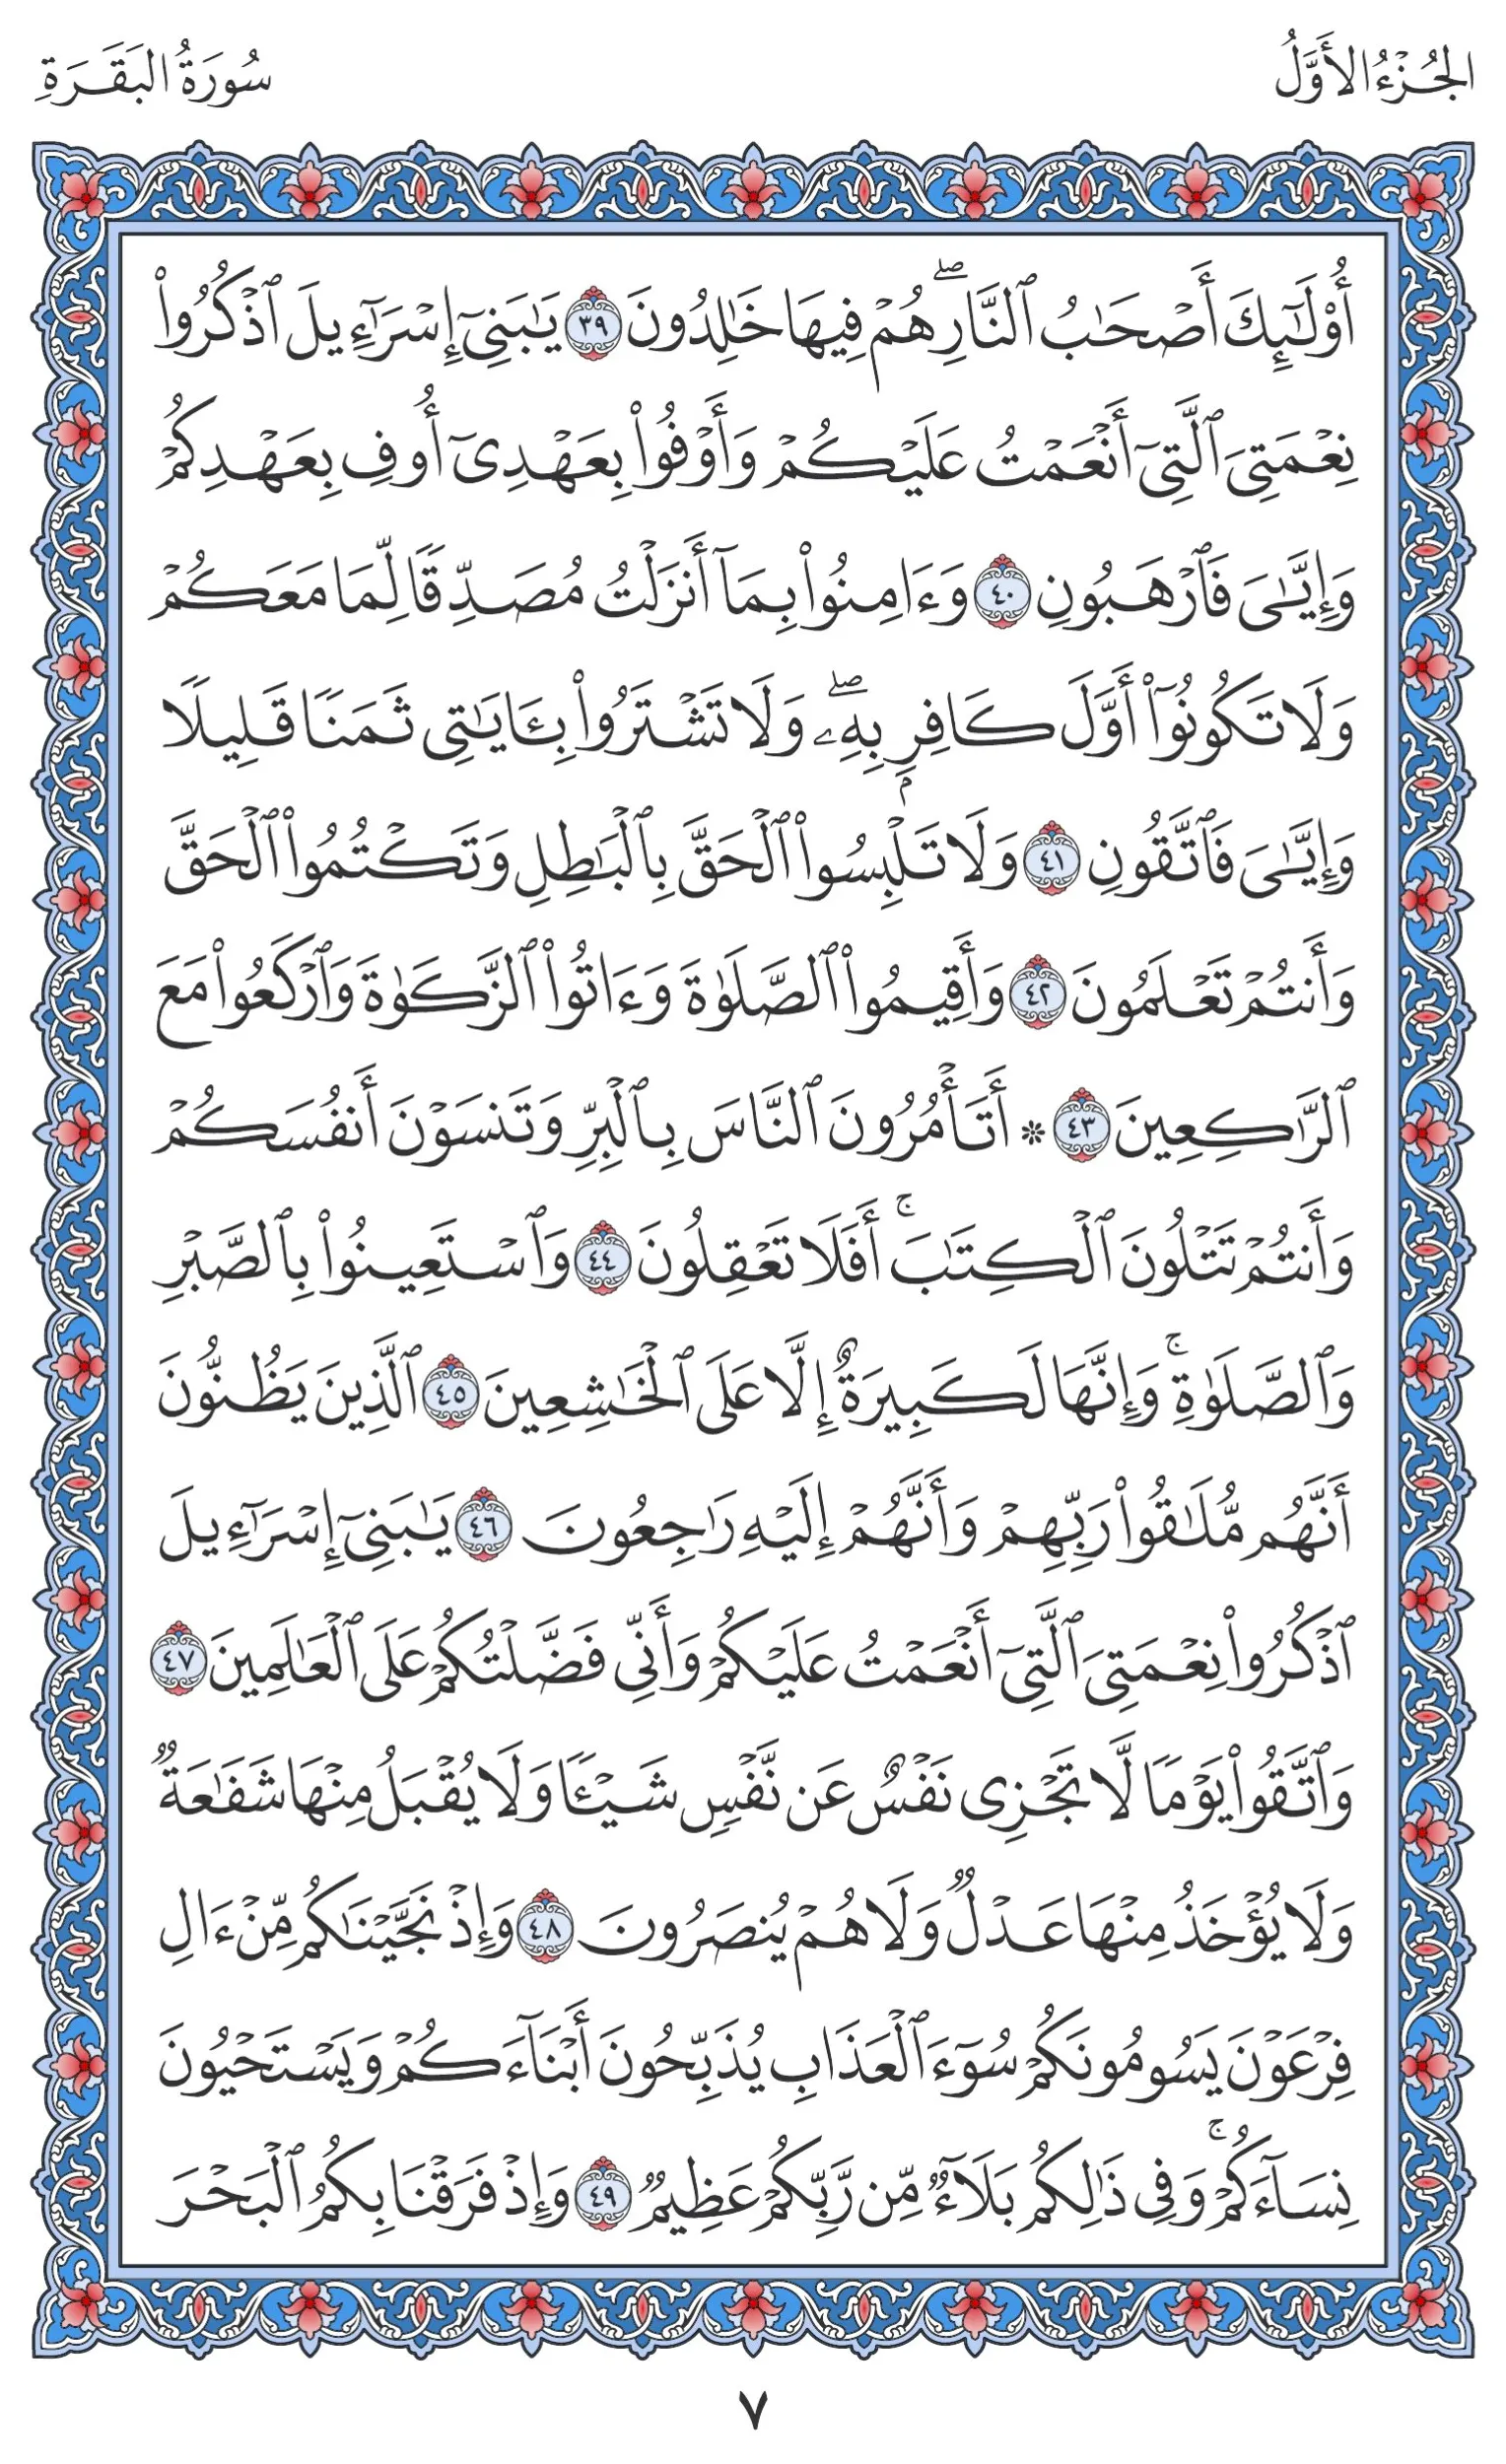 الجُزْءُ الأَوَّلُ
سُورَةُ البَقَرَةِ
أُوْلَٰٓئِكَ أَصْحَٰبُ ٱلنَّارِۖ هُمْ فِيهَا خَٰلِدُونَ ٣٩ يَٰبَنِىٓ إِسْرَٰٓءِيلَ ٱذْكُرُوا۟
نِعْمَتِىَ ٱلَّتِىٓ أَنْعَمْتُ عَلَيْكُمْ وَأَوْفُوا۟ بِعَهْدِىٓ أُوفِ بِعَهْدِكُمْ
وَإِيَّٰىَ فَٱرْهَبُونِ ٤٠ وَءَامِنُوا۟ بِمَآ أَنزَلْتُ مُصَدِّقًا لِّمَا مَعَكُمْ
وَلَا تَكُونُوٓا۟ أَوَّلَ كَافِرٍۭ بِهِۦۖ وَلَا تَشْتَرُوا۟ بِـَٔايَٰتِى ثَمَنًا قَلِيلًا
وَإِيَّٰىَ فَٱتَّقُونِ ٤١ وَلَا تَلْبِسُوا۟ ٱلْحَقَّ بِٱلْبَٰطِلِ وَتَكْتُمُوا۟ ٱلْحَقَّ
وَأَنتُمْ تَعْلَمُونَ ٤٢ وَأَقِيمُوا۟ ٱلصَّلَوٰةَ وَءَاتُوا۟ ٱلزَّكَوٰةَ وَٱرْكَعُوا۟ مَعَ
ٱلرَّٰكِعِينَ ٤٣ * أَتَأْمُرُونَ ٱلنَّاسَ بِٱلْبِرِّ وَتَنسَوْنَ أَنفُسَكُمْ
وَأَنتُمْ تَتْلُونَ ٱلْكِتَٰبَۚ أَفَلَا تَعْقِلُونَ ٤٤ وَٱسْتَعِينُوا۟ بِٱلصَّبْرِ
وَٱلصَّلَوٰةِۚ وَإِنَّهَا لَكَبِيرَةٌ إِلَّا عَلَى ٱلْخَٰشِعِينَ ٤٥ ٱلَّذِينَ يَظُنُّونَ
أَنَّهُم مُّلَٰقُوا۟ رَبِّهِمْ وَأَنَّهُمْ إِلَيْهِ رَٰجِعُونَ ٤٦ يَٰبَنِىٓ إِسْرَٰٓءِيلَ
ٱذْكُرُوا۟ نِعْمَتِىَ ٱلَّتِىٓ أَنْعَمْتُ عَلَيْكُمْ وَأَنِّى فَضَّلْتُكُمْ عَلَى ٱلْعَٰلَمِينَ ٤٧
وَٱتَّقُوا۟ يَوْمًا لَّا تَجْزِى نَفْسٌ عَن نَّفْسٍ شَيْـًٔا وَلَا يُقْبَلُ مِنْهَا شَفَٰعَةٌ
وَلَا يُؤْخَذُ مِنْهَا عَدْلٌ وَلَا هُمْ يُنصَرُونَ ٤٨ وَإِذْ نَجَّيْنَٰكُم مِّنْ ءَالِ
فِرْعَوْنَ يَسُومُونَكُمْ سُوٓءَ ٱلْعَذَابِ يُذَبِّحُونَ أَبْنَآءَكُمْ وَيَسْتَحْيُونَ
نِسَآءَكُمْۚ وَفِى ذَٰلِكُم بَلَآءٌ مِّن رَّبِّكُمْ عَظِيمٌ ٤٩ وَإِذْ فَرَقْنَا بِكُمُ ٱلْبَحْرَ
٧